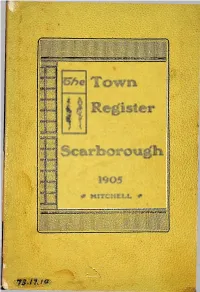 The Town
Register
Scarborough
1905
MITCHELL
73.17.10